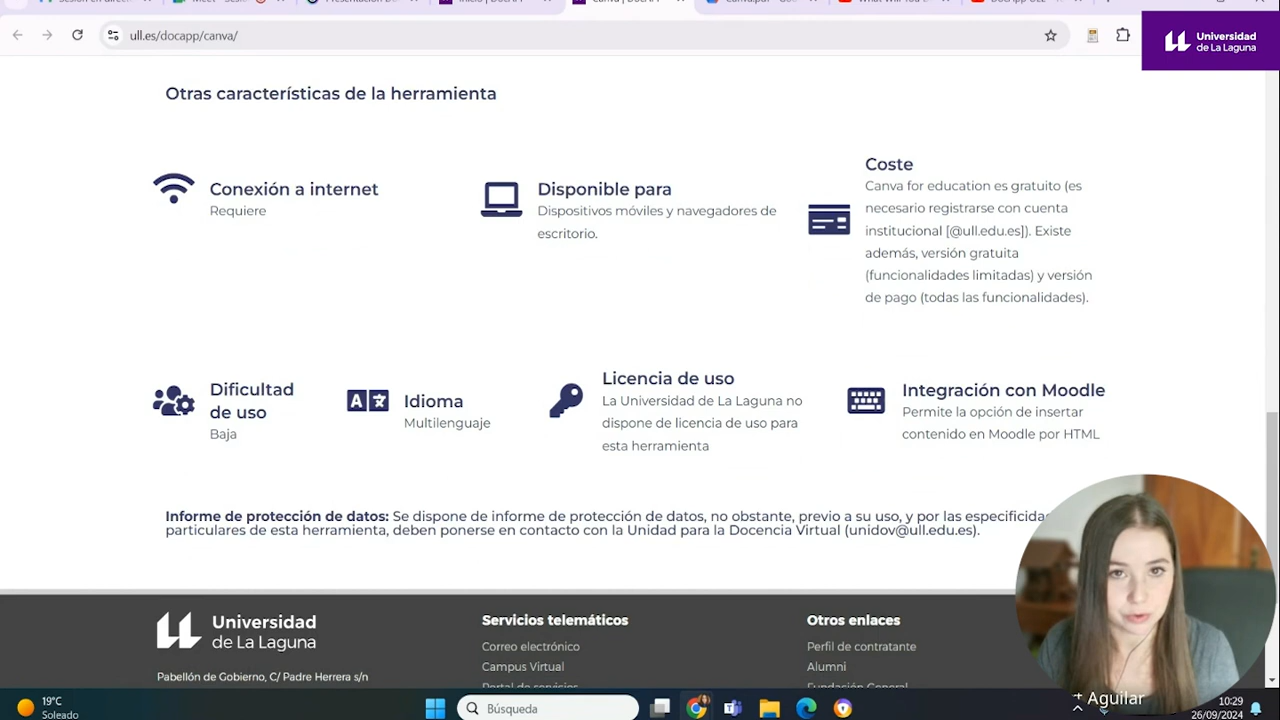 ull.es/docapp/canva/
Universidad
de La Laguna
Otras características de la herramienta
Conexión a internet
Requiere
Disponible para
Dispositivos móviles y navegadores de
escritorio.
Coste
Canva for education es gratuito (es
necesario registrarse con cuenta
institucional [@ull.edu.es]). Existe
además, versión gratuita
(funcionalidades limitadas) y versión
de pago (todas las funcionalidades).
Dificultad
de uso
Baja
Idioma
Multilenguaje
Licencia de uso
La Universidad de La Laguna no
dispone de licencia de uso para
esta herramienta
Integración con Moodle
Permite la opción de insertar
contenido en Moodle por HTML
Informe de protección de datos: Se dispone de informe de protección de datos, no obstante, previo a su uso, y por las
particulares de esta herramienta, deben ponerse en contacto con la Unidad para la Docencia Virtual (unidov@ull.edu.es).
Universidad
de La Laguna
Pabellón de Gobierno, C/ Padre Herrera s/n
Servicios telemáticos
Correo electrónico
Campus Virtual
Portal de servicios
Otros enlaces
Perfil de contratante
Alumni
Fundación General
Aguilar
19°C
Soleado
Búsqueda
10:29
26/09/2024